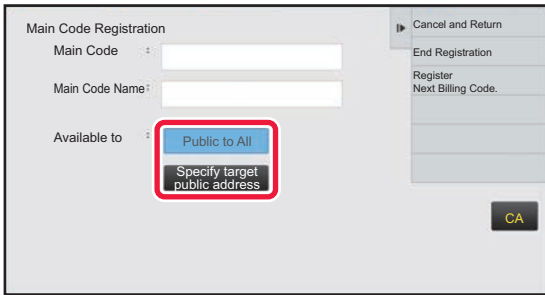 Main Code Registration
Main Code :
Main Code Name :
Available to :
Public to All
Specify target
public address
Cancel and Return
End Registration
Register
Next Billing Code.
CA